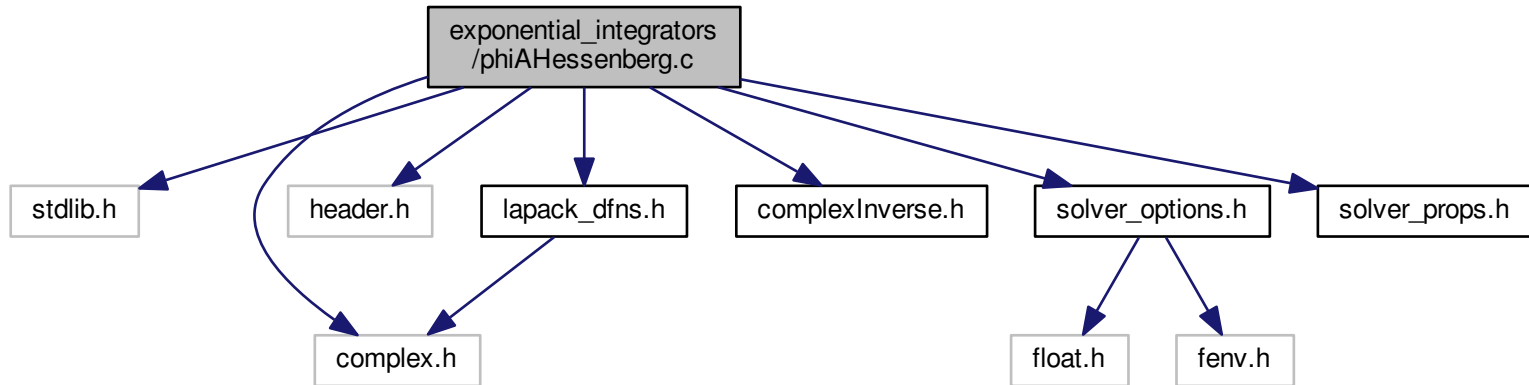 exponential_integrators
/phiAHessenberg.c
stdlib.h
header.h
lapack_dfns.h
complexInverse.h
solver_options.h
solver_props.h
complex.h
float.h
fenv.h